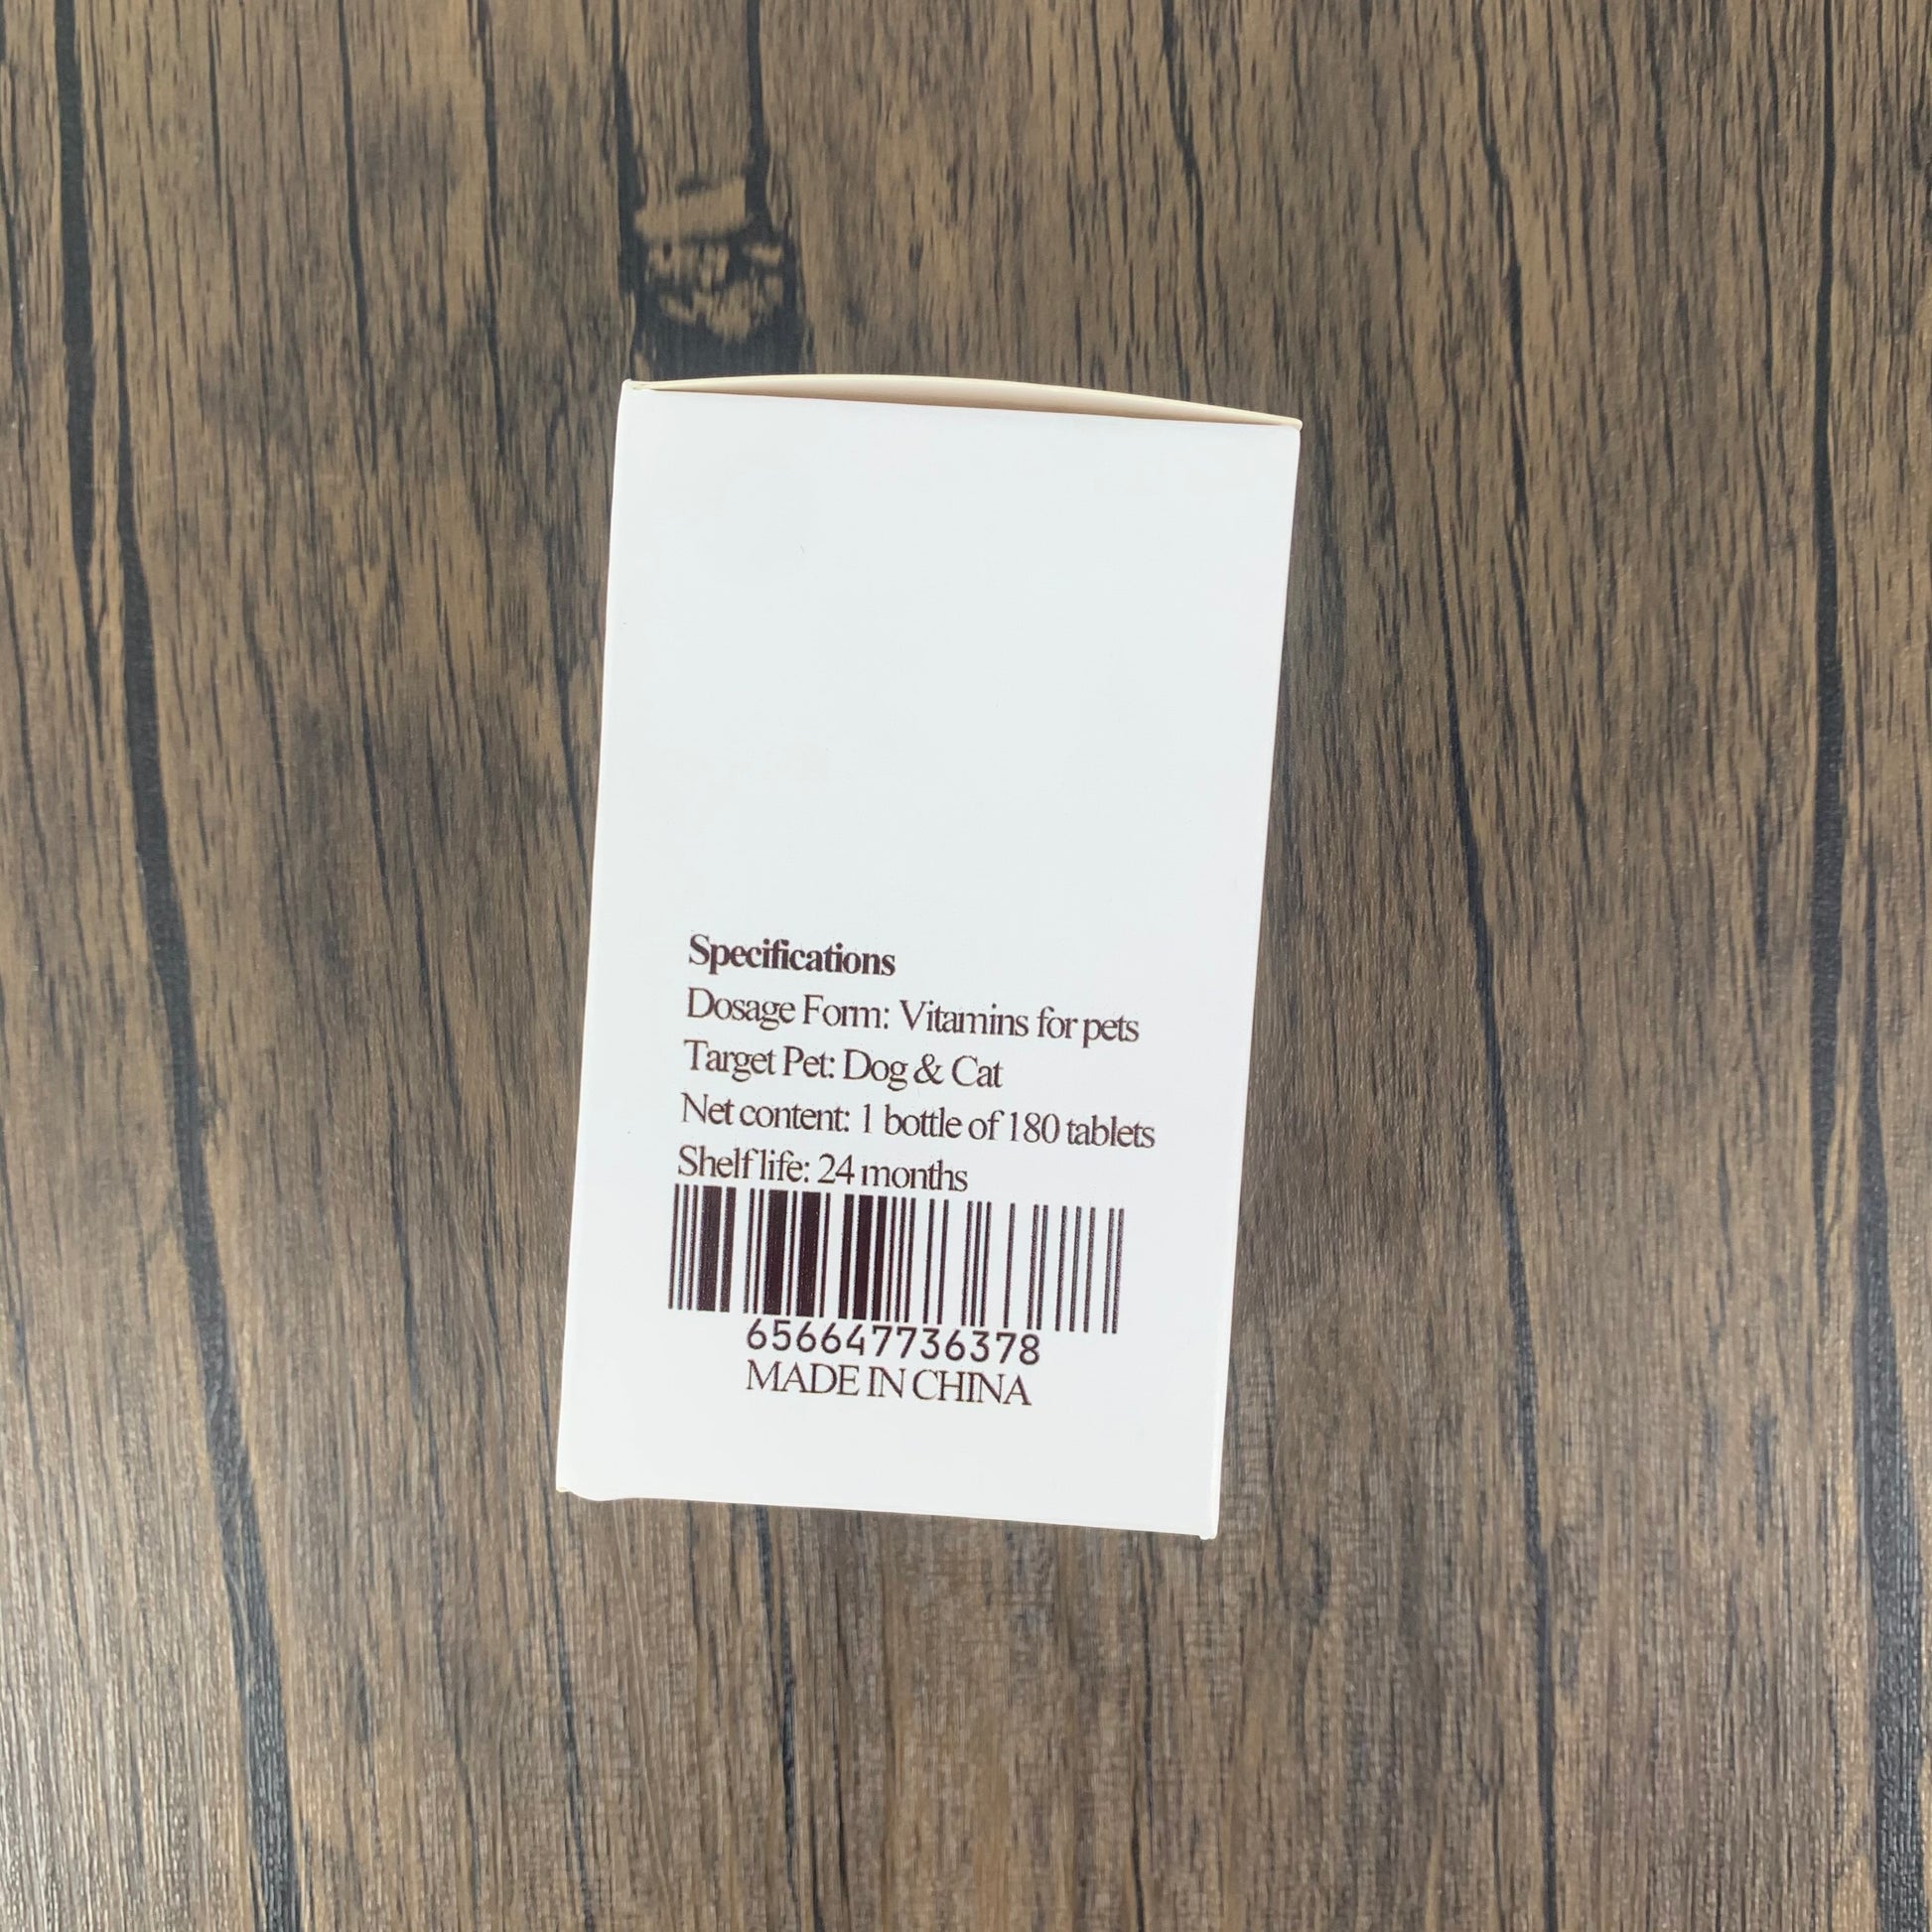 Specifications
Dosage Form: Vitamins for pets
Target Pet: Dog & Cat
Net content: 1 bottle of 180 tablets
Shelf life: 24 months
656647736378
MADE IN CHINA